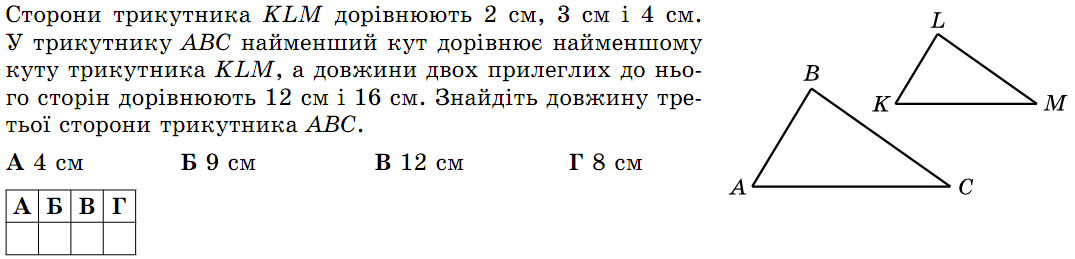 Сторони трикутника KLM дорівнюють 2 см, 3 см і 4 см.
У трикутнику ABC найменший кут дорівнює найменшому
куту трикутника KLM, а довжини двох прилеглих до ньо-
го сторін дорівнюють 12 см і 16 см. Знайдіть довжину тре-
тьої сторони трикутника ABC.
А 4 см Б 9 см В 12 см Г 8 см
А Б В Г
L
B
K M
A C